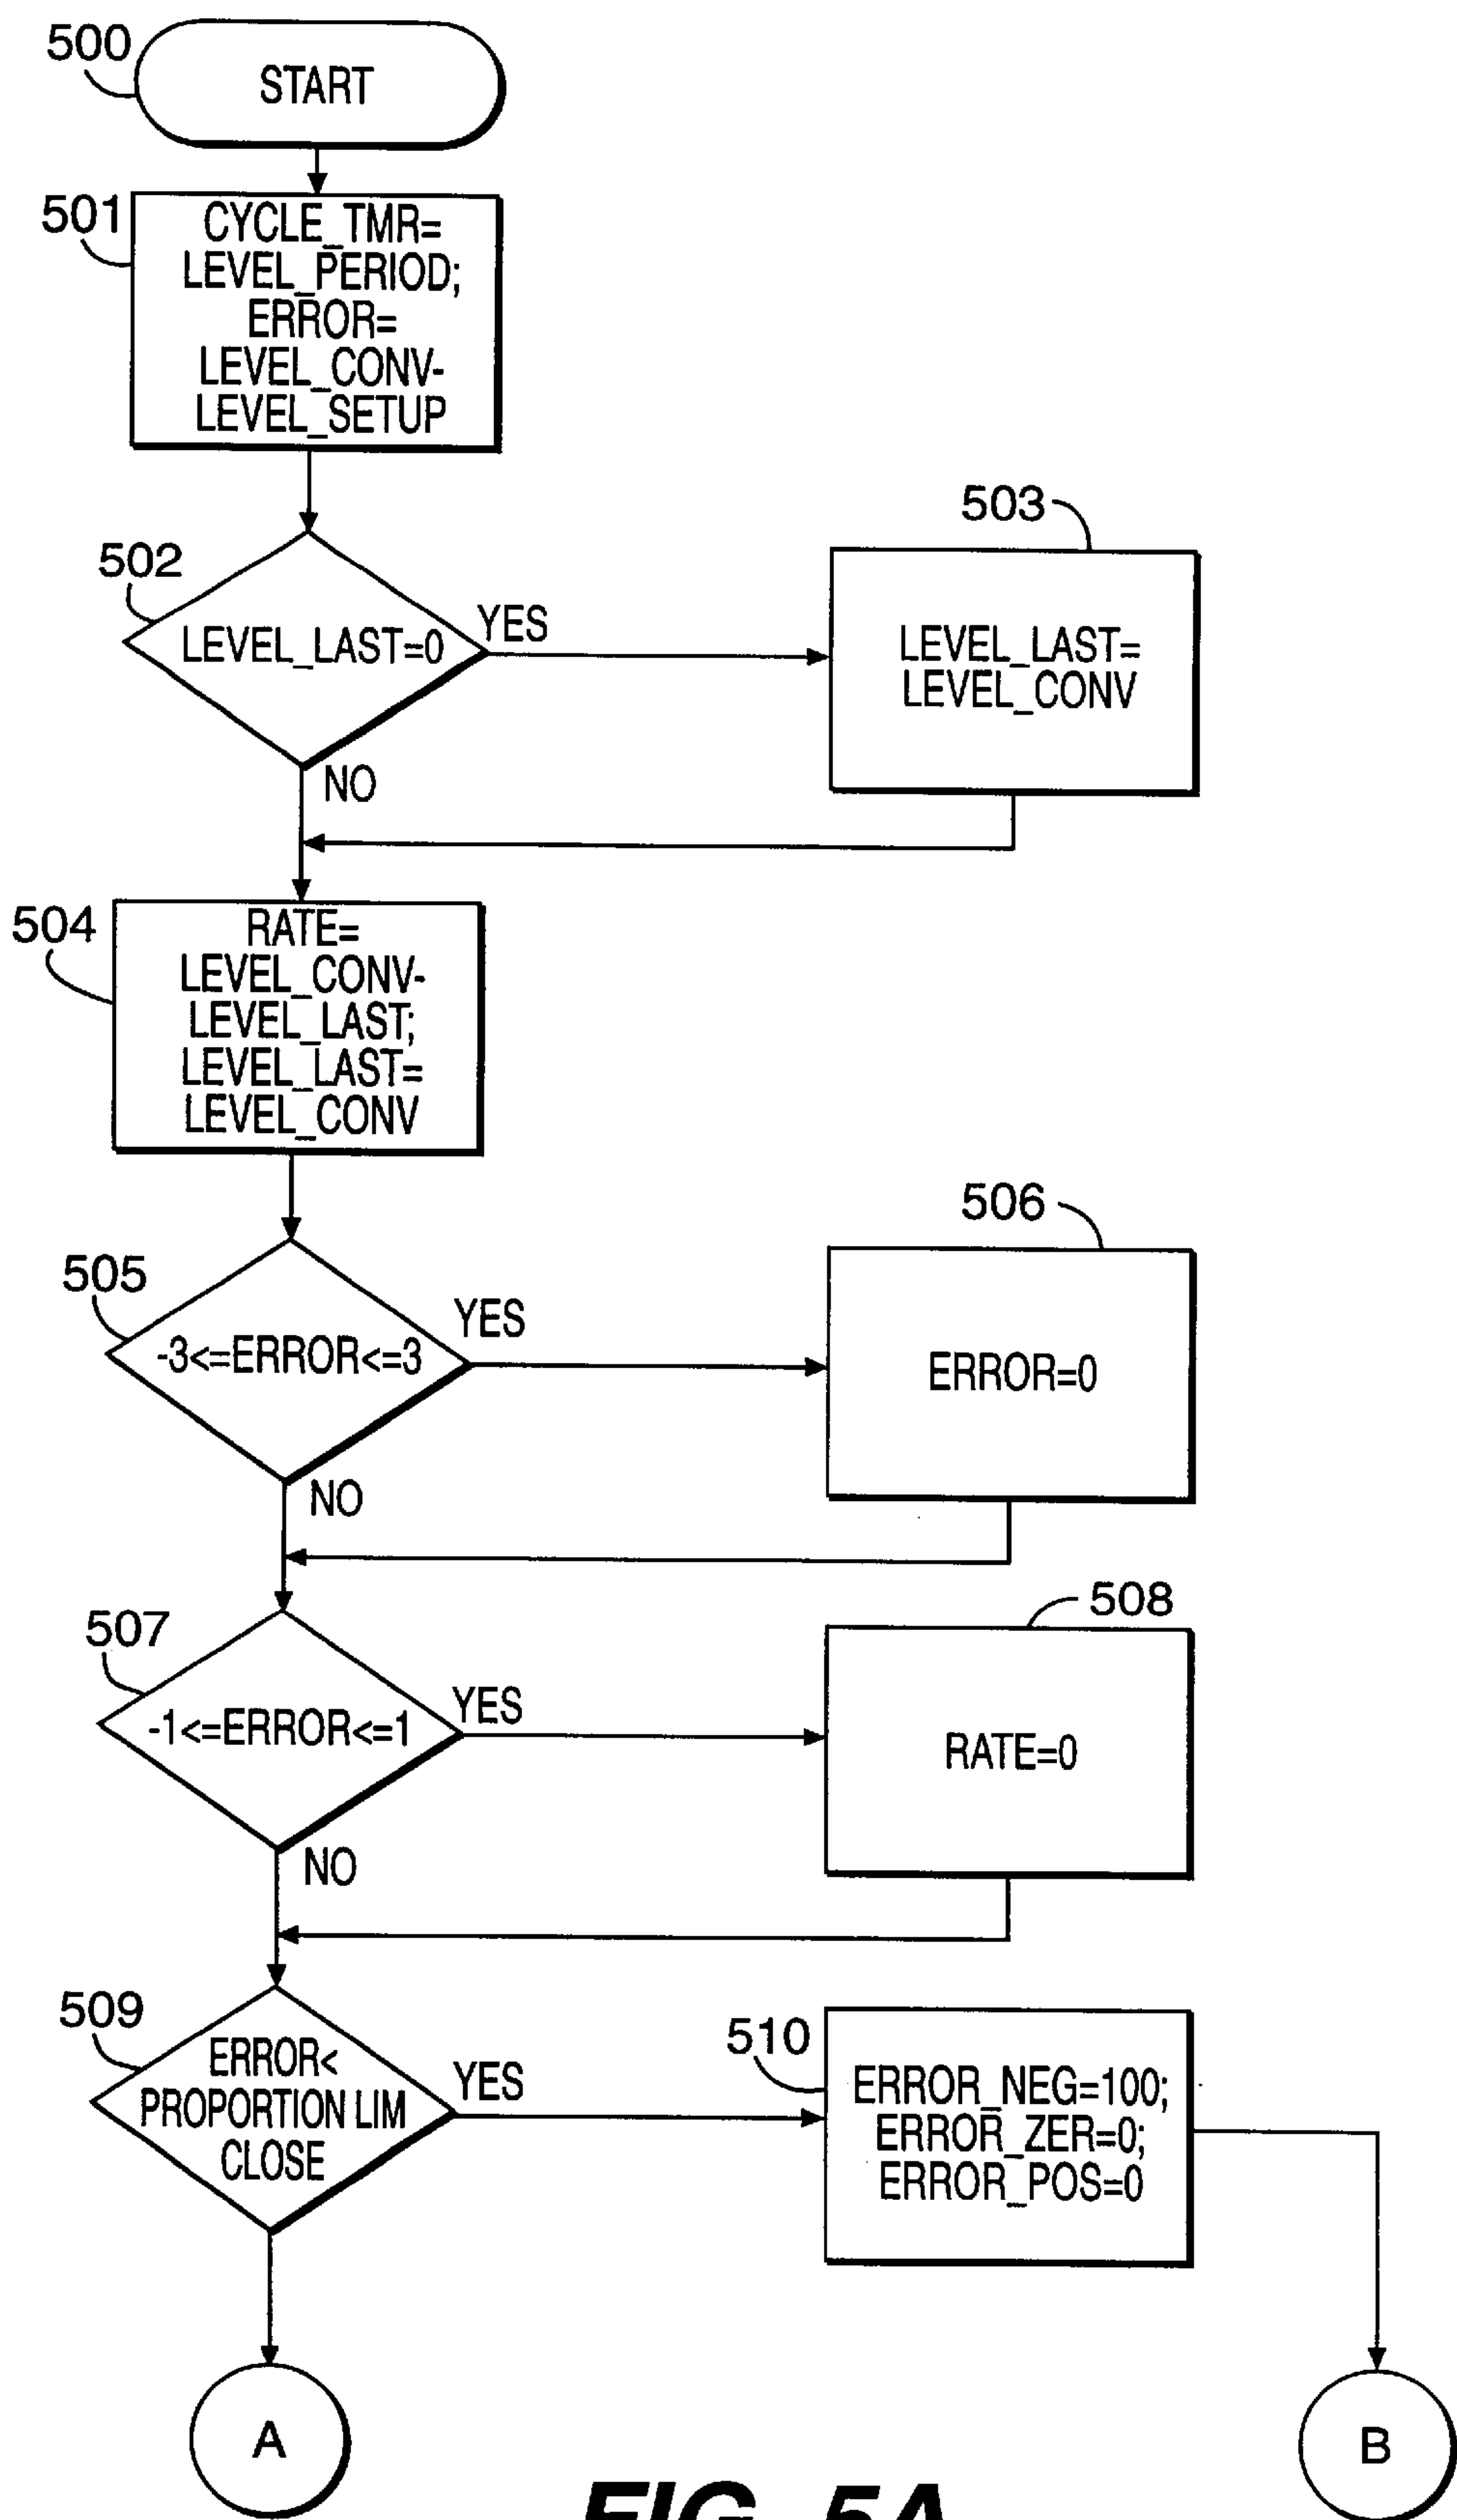 500
START
501
CYCLE_TMR=
LEVEL_PERIOD;
ERROR=
LEVEL_CONV-
LEVEL_SETUP
502
LEVEL_LAST=0
YES
NO
503
LEVEL_LAST=
LEVEL_CONV
504
RATE=
LEVEL_CONV-
LEVEL_LAST;
LEVEL_LAST=
LEVEL_CONV
505
-3<=ERROR<=3
YES
NO
506
ERROR=0
507
-1<=ERROR<=1
YES
NO
508
RATE=0
509
ERROR<
PROPORTION LIM
CLOSE
YES
510
ERROR_NEG=100;
ERROR_ZER=0;
ERROR_POS=0
A
B
FIG. 5A